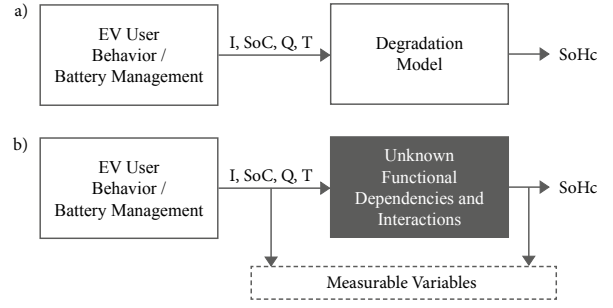 a)
EV User
Behavior /
Battery Management
I, SoC, Q, T
Degradation
Model
SoHc
b)
EV User
Behavior /
Battery Management
I, SoC, Q, T
Unknown
Functional
Dependencies and
Interactions
SoHc
Measurable Variables